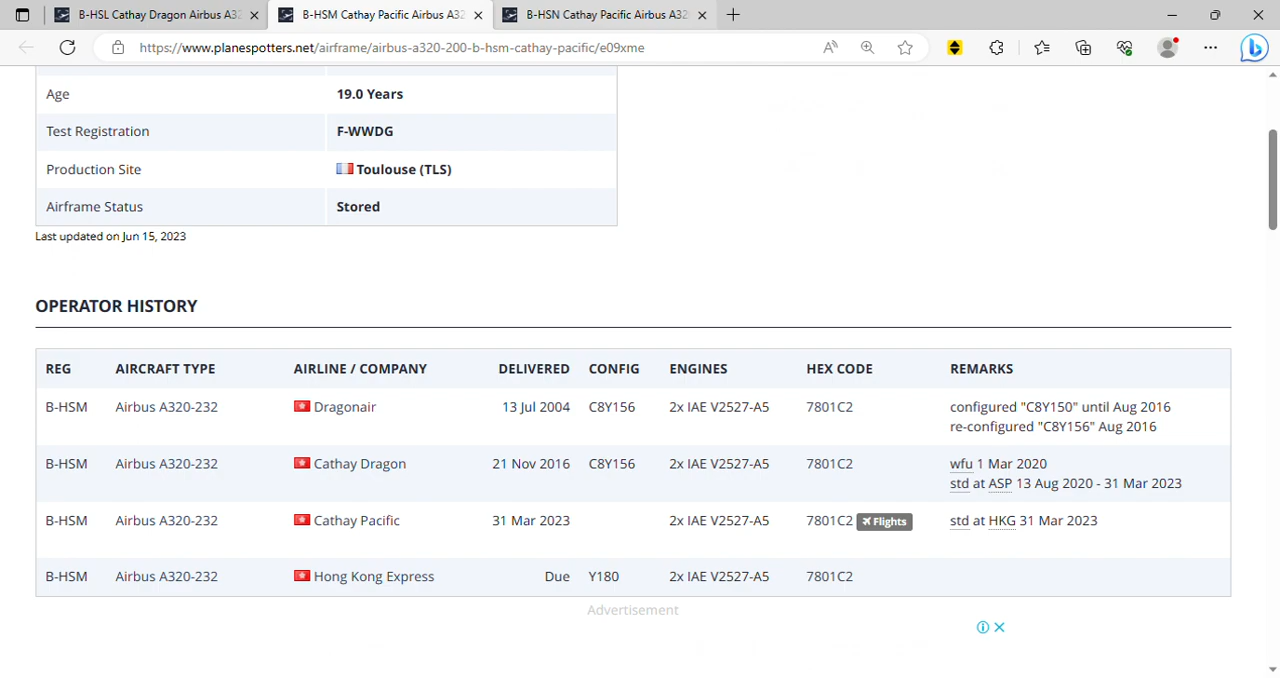 B-HSL Cathay Dragon Airbus A32
B-HSM Cathay Pacific Airbus A32
B-HSN Cathay Pacific Airbus A32
https://www.planespotters.net/airframe/airbus-a320-200-b-hsm-cathay-pacific/e09xme
Age 19.0 Years
Test Registration F-WWDG
Production Site Toulouse (TLS)
Airframe Status Stored
Last updated on Jun 15, 2023
OPERATOR HISTORY
REG AIRCRAFT TYPE AIRLINE / COMPANY DELIVERED CONFIG ENGINES HEX CODE REMARKS
B-HSM Airbus A320-232 Dragonair 13 Jul 2004 C8Y156 2x IAE V2527-A5 7801C2 configured "C8Y150" until Aug 2016
re-configured "C8Y156" Aug 2016
B-HSM Airbus A320-232 Cathay Dragon 21 Nov 2016 C8Y156 2x IAE V2527-A5 7801C2 wfu 1 Mar 2020
std at ASP 13 Aug 2020 - 31 Mar 2023
B-HSM Airbus A320-232 Cathay Pacific 31 Mar 2023 2x IAE V2527-A5 7801C2 Flights std at HKG 31 Mar 2023
B-HSM Airbus A320-232 Hong Kong Express Due Y180 2x IAE V2527-A5 7801C2
Advertisement